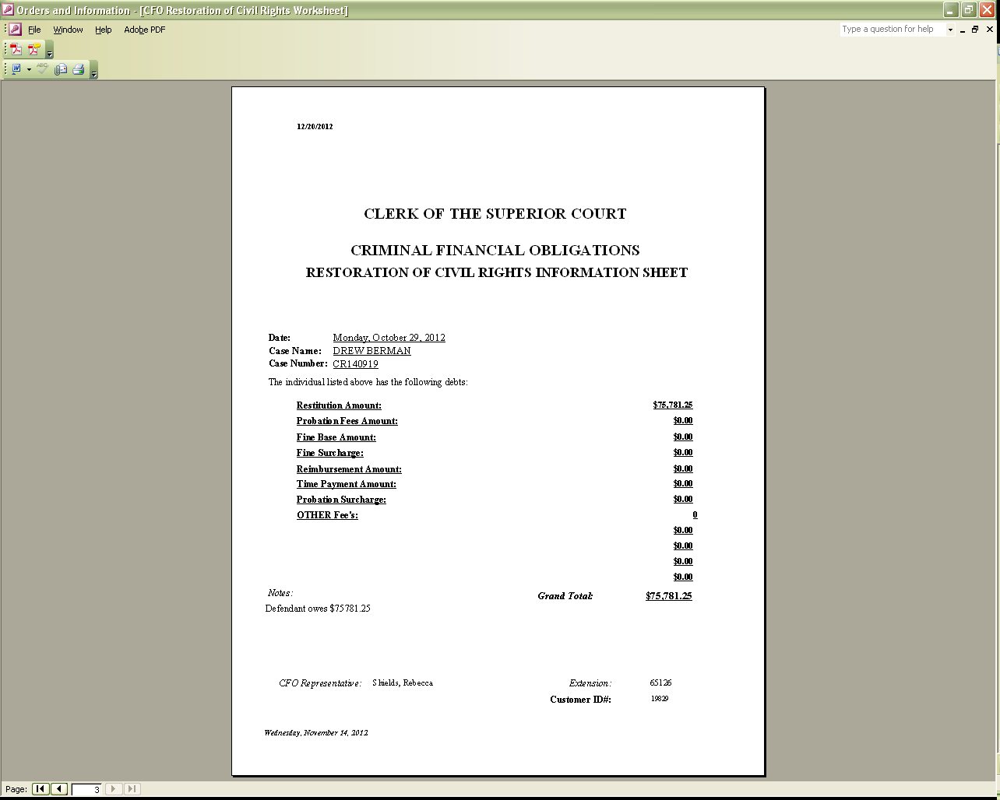 Orders and Information - [CFO Restoration of Civil Rights Worksheet]
File Window Help Adobe PDF Type a question for help
12/20/2012
CLERK OF THE SUPERIOR COURT
CRIMINAL FINANCIAL OBLIGATIONS
RESTORATION OF CIVIL RIGHTS INFORMATION SHEET
Date: Monday, October 29, 2012
Case Name: DREW BERMAN
Case Number: CR140919
The individual listed above has the following debts:
Restitution Amount: $75,781.25
Probation Fees Amount: $0.00
Fine Base Amount: $0.00
Fine Surcharge: $0.00
Reimbursement Amount: $0.00
Time Payment Amount: $0.00
Probation Surcharge: $0.00
OTHER Fee's: 0
$0.00
$0.00
$0.00
$0.00
Notes: Grand Total: $75,781.25
Defendant owes $75781.25
CFO Representative: Shields, Rebecca Extension: 65126
Customer ID#: 19829
Wednesday, November 14, 2012
Page: 3